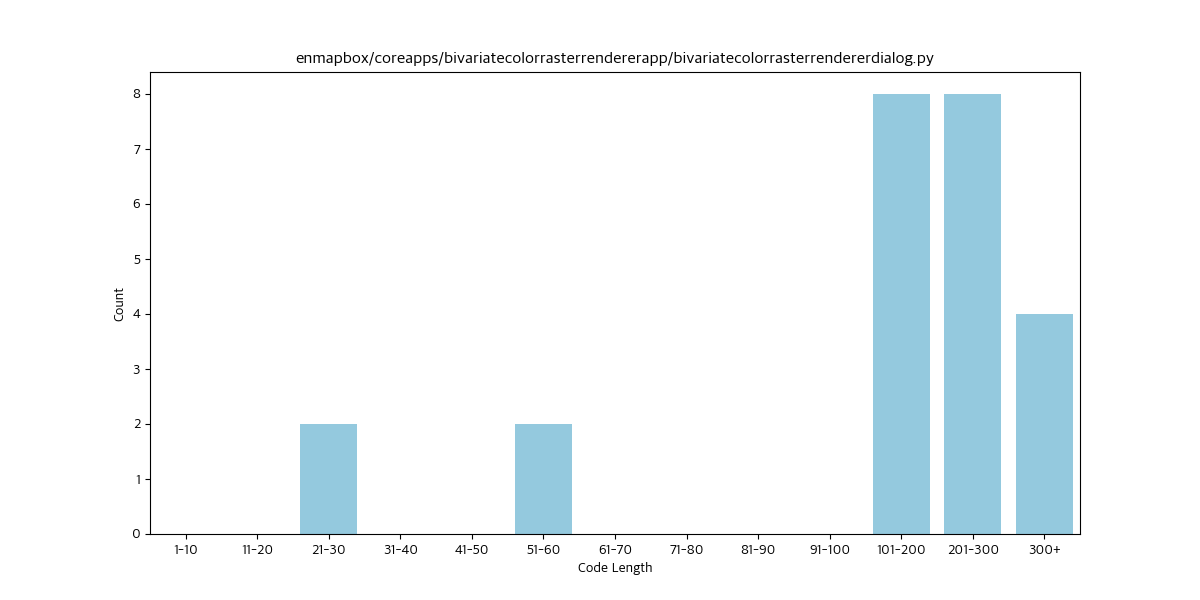 enmapbox/coreapps/bivariatecolorrasterrendererapp/bivariatecolorrasterrendererdialog.py
8
7
6
5
4
3
2
1
0
Count
1-10 11-20 21-30 31-40 41-50 51-60 61-70 71-80 81-90 91-100 101-200 201-300 300+
Code Length